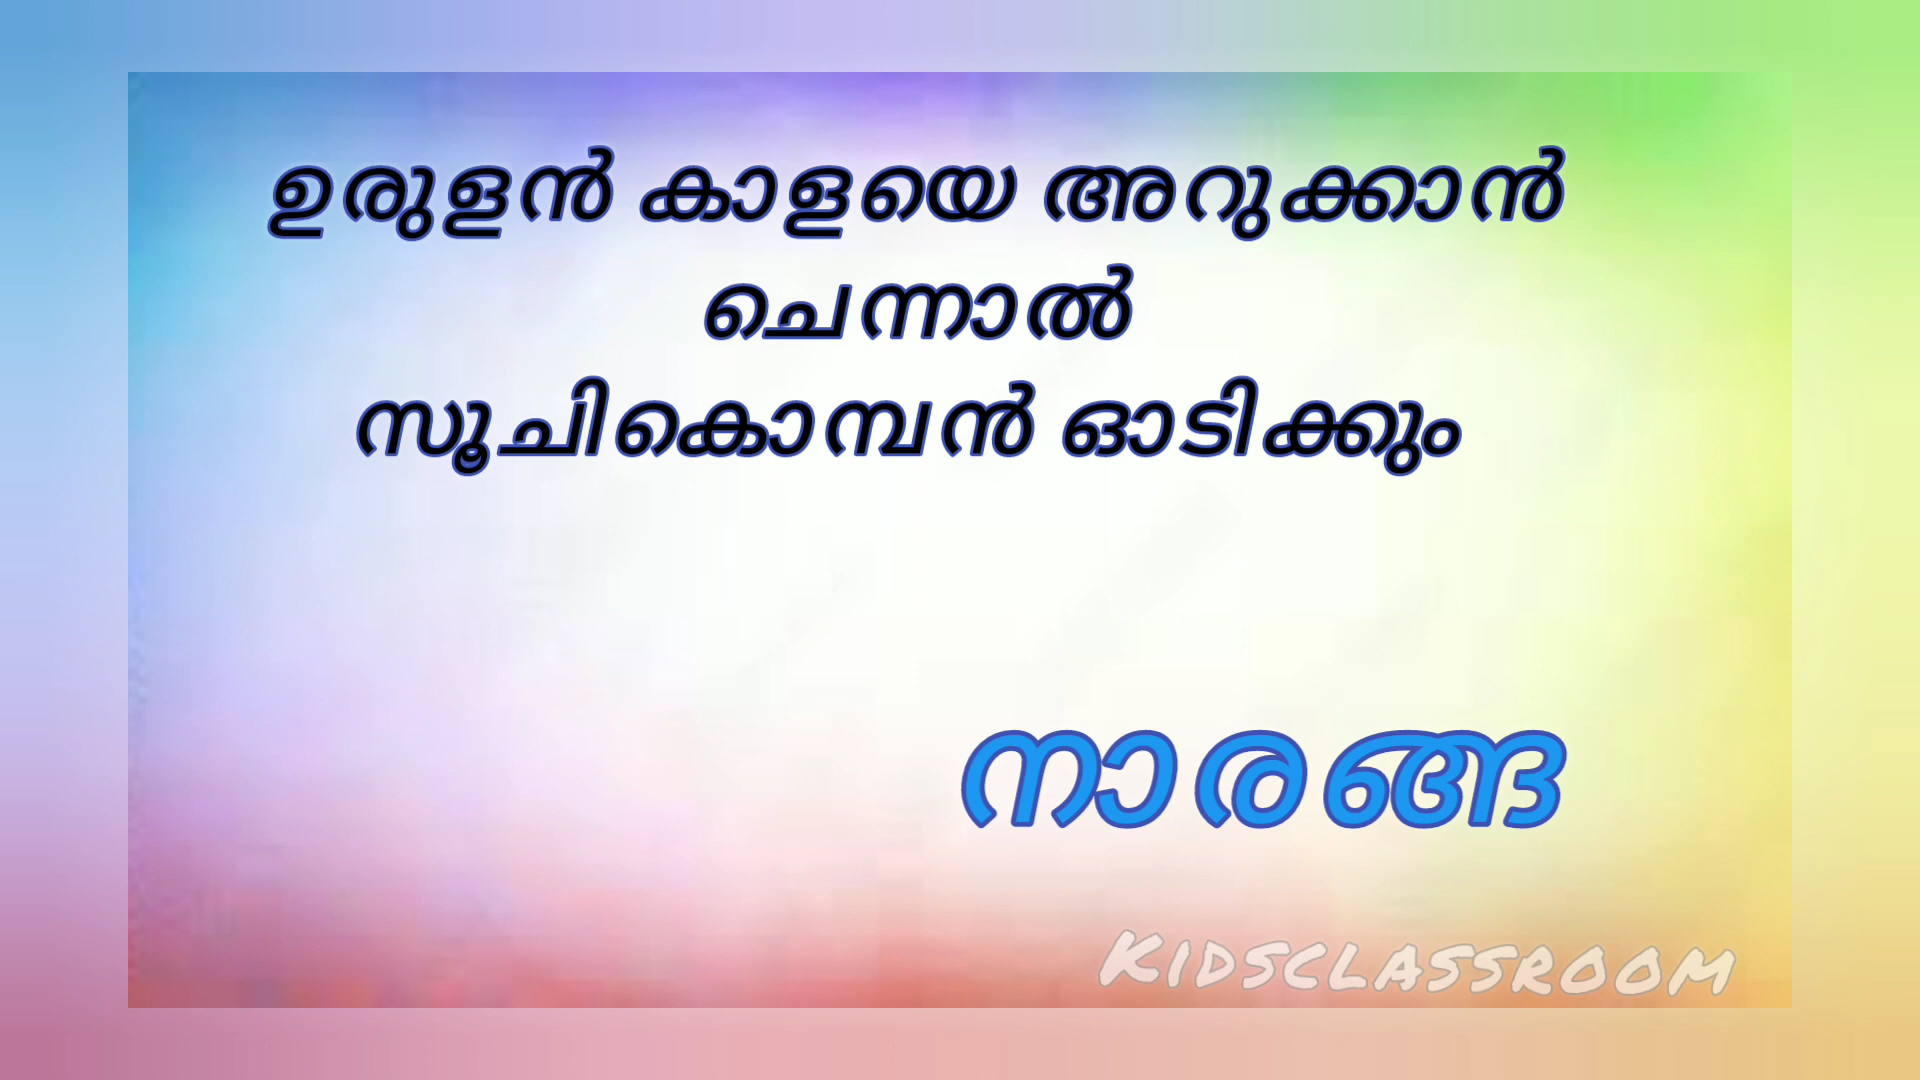 ഉരുളൻ കാളയെ അറുക്കാൻ
ചെന്നാൽ
സൂചികൊമ്പൻ ഓടിക്കും
നാരങ്ങ
KIDSCLASSROOM